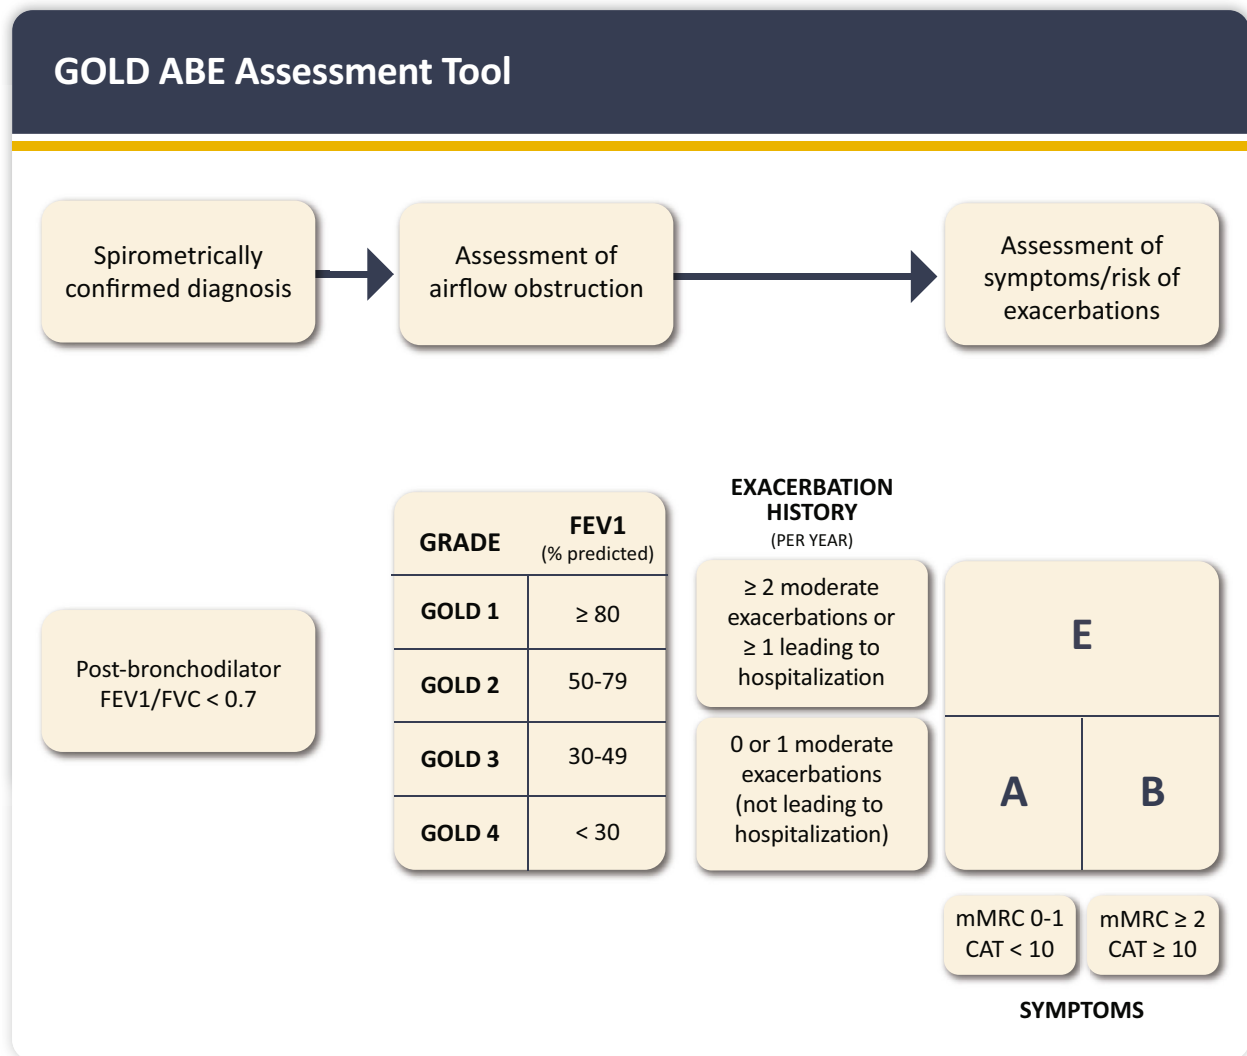 GOLD ABE Assessment Tool
Spirometrically
confirmed diagnosis
Assessment of
airflow obstruction
Assessment of
symptoms/risk of
exacerbations
Post-bronchodilator
FEV1/FVC < 0.7
GRADE
FEV1
(% predicted)
GOLD 1
≥ 80
GOLD 2
50-79
GOLD 3
30-49
GOLD 4
< 30
EXACERBATION
HISTORY
(PER YEAR)
≥ 2 moderate
exacerbations or
≥ 1 leading to
hospitalization
0 or 1 moderate
exacerbations
(not leading to
hospitalization)
E
A
B
mMRC 0-1
CAT < 10
mMRC ≥ 2
CAT ≥ 10
SYMPTOMS